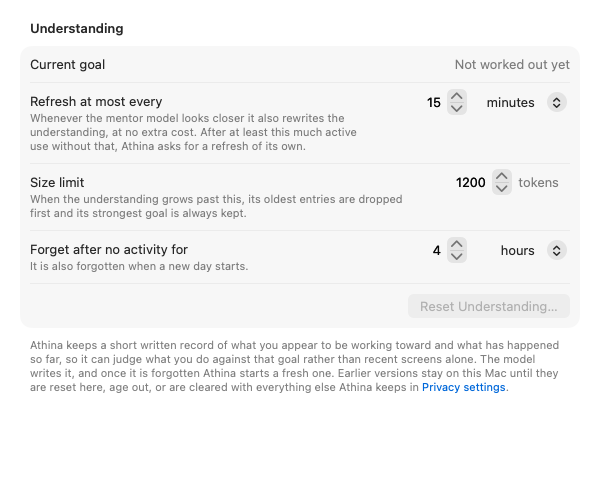 Understanding
Current goal
Not worked out yet
Refresh at most every
15
minutes
Whenever the mentor model looks closer it also rewrites the
understanding, at no extra cost. After at least this much active
use without that, Athina asks for a refresh of its own.
Size limit
1200
tokens
When the understanding grows past this, its oldest entries are dropped
first and its strongest goal is always kept.
Forget after no activity for
4
hours
It is also forgotten when a new day starts.
Reset Understanding...
Athina keeps a short written record of what you appear to be working toward and what has happened
so far, so it can judge what you do against that goal rather than recent screens alone. The model
writes it, and once it is forgotten Athina starts a fresh one. Earlier versions stay on this Mac until they
are reset here, age out, or are cleared with everything else Athina keeps in Privacy settings.